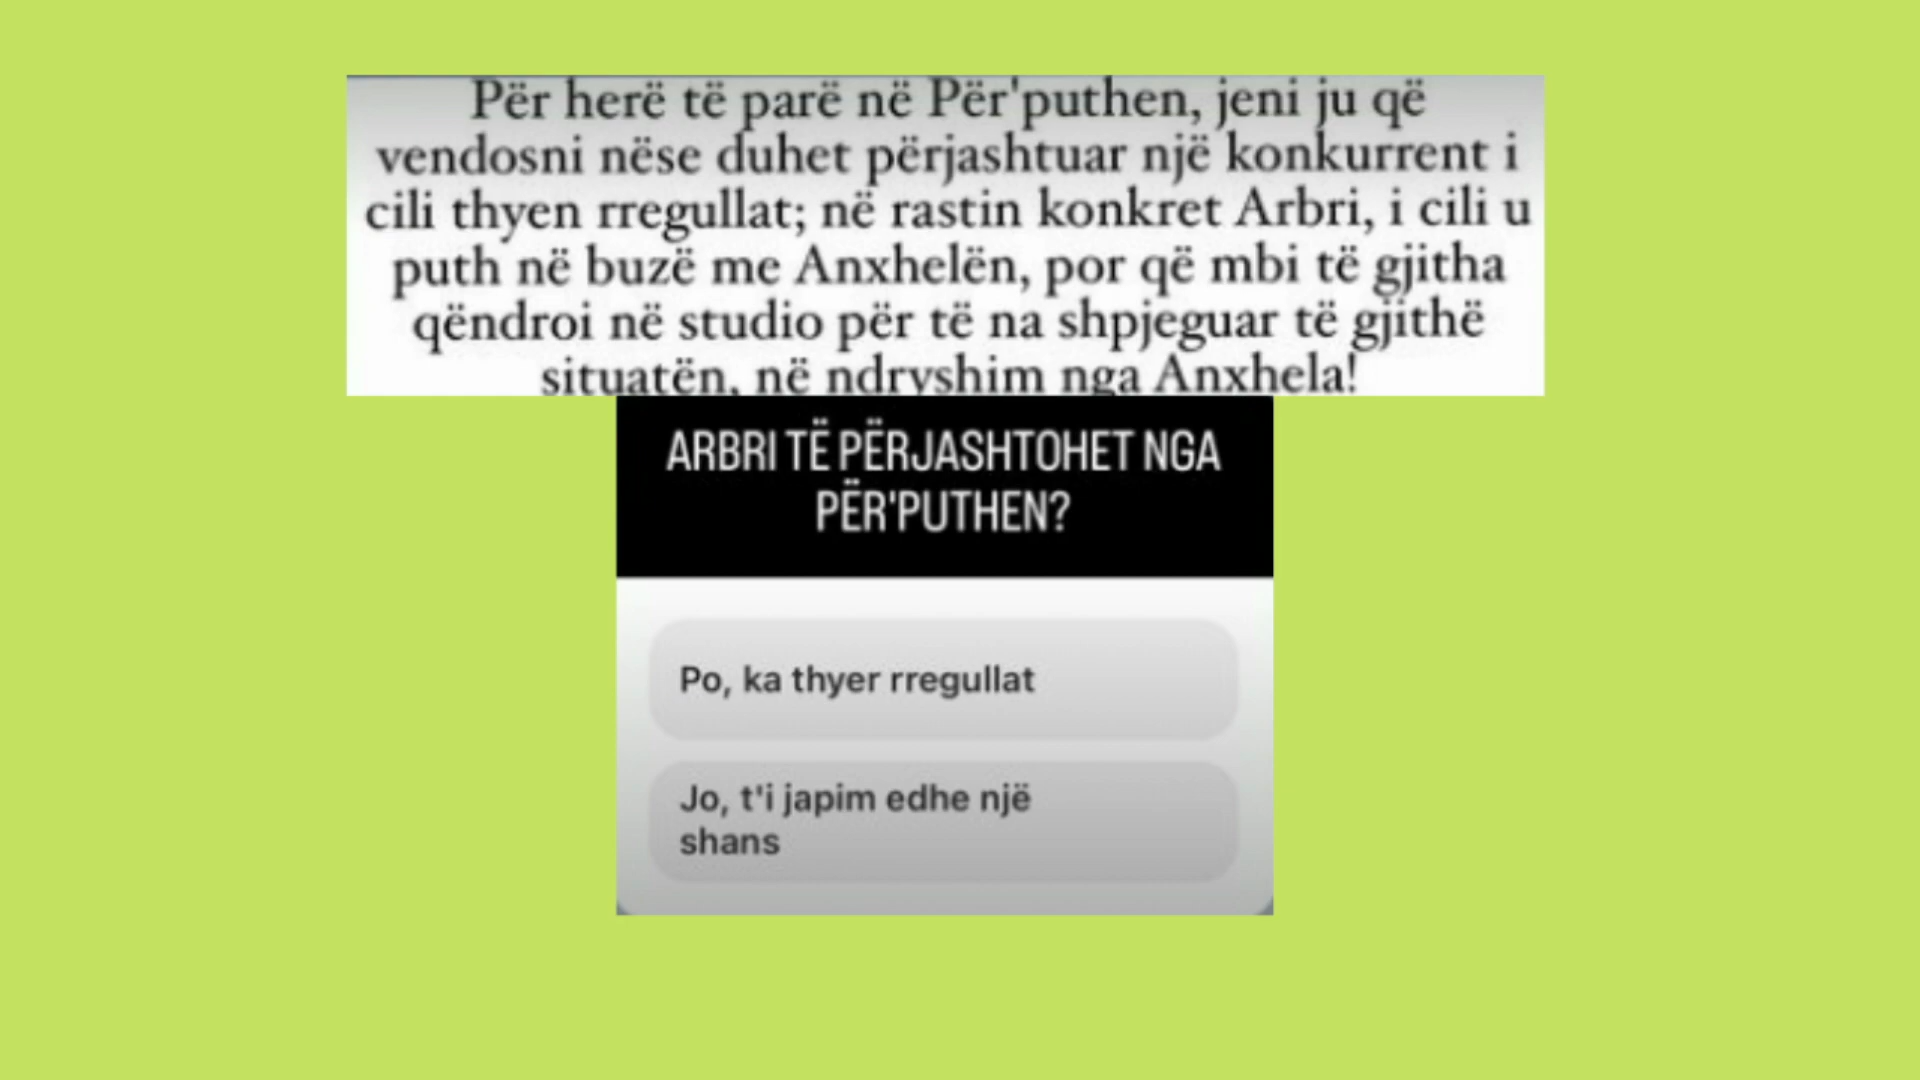 Për herë të parë në Për'puthen, jeni ju që
vendosni nëse duhet përjashtuar një konkurrent i
cili thyen rregullat; në rastin konkret Arbri, i cili u
puth në buzë me Anxhelën, por që mbi të gjitha
qëndroi në studio për të na shpjeguar të gjithë
situatën, në ndryshim nga Anxhela!
ARBRI TË PËRJASHTOHET NGA
PËR'PUTHEN?
Po, ka thyer rregullat
Jo, t'i japim edhe një
shans